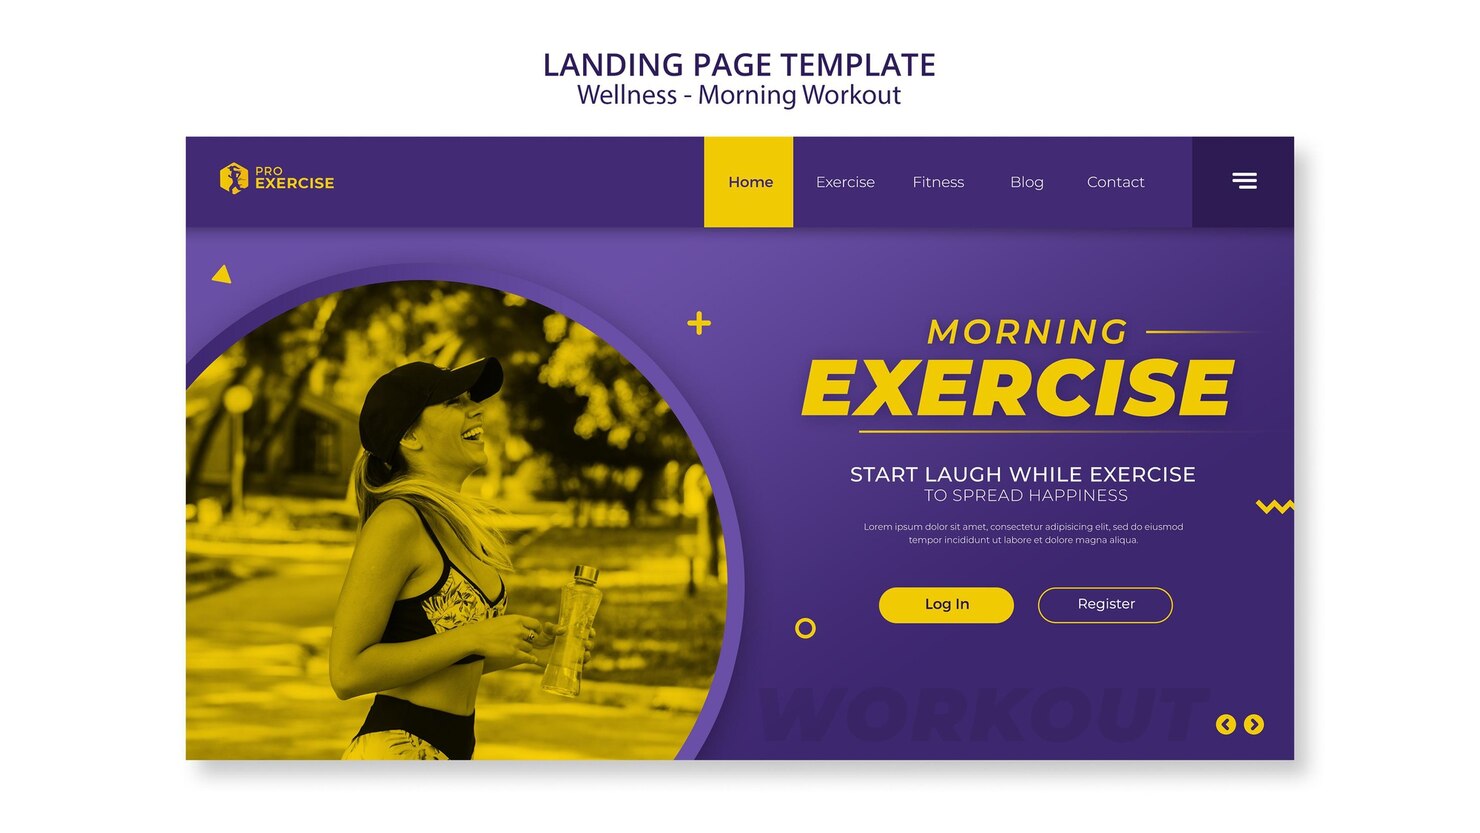 LANDING PAGE TEMPLATE
Wellness - Morning Workout
PRO
EXERCISE
Home Exercise Fitness Blog Contact
MORNING
EXERCISE
START LAUGH WHILE EXERCISE
TO SPREAD HAPPINESS
Lorem ipsum dolor sit amet, consectetur adipisicing elit, sed do eiusmod
tempor incididunt ut labore et dolore magna aliqua.
Log In Register
WORKOUT